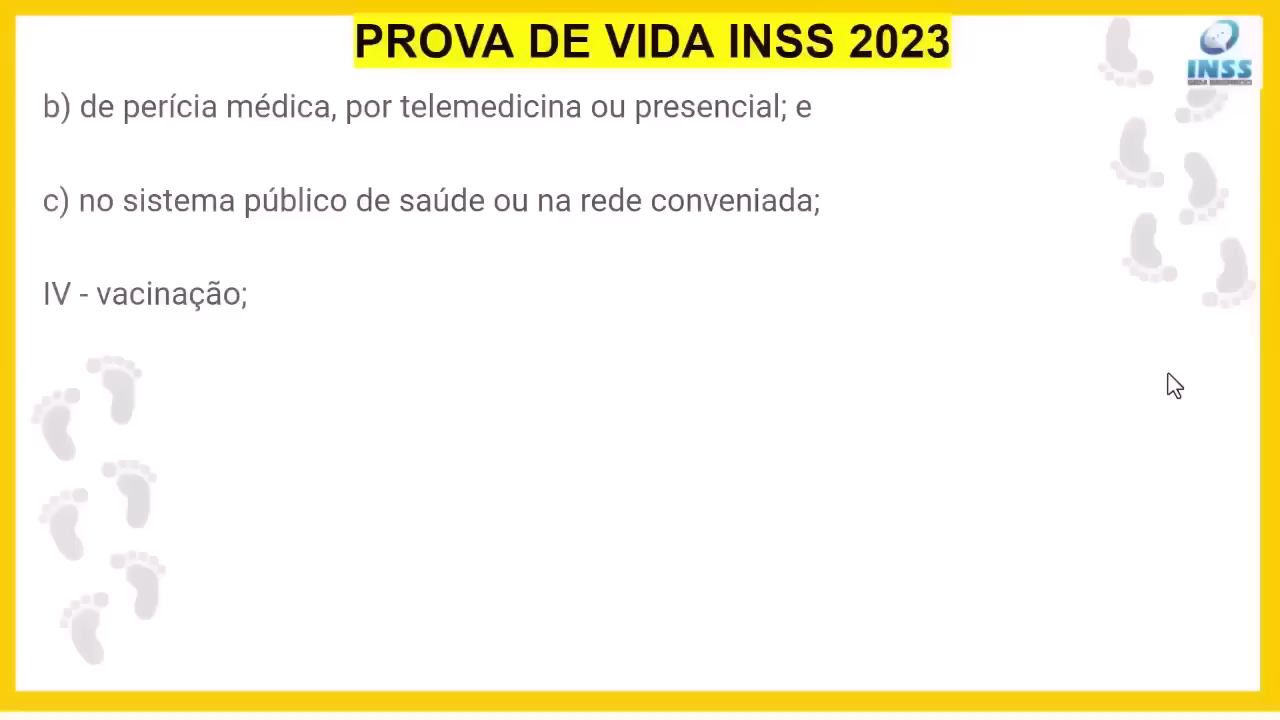 PROVA DE VIDA INSS 2023
INSS
b) de perícia médica, por telemedicina ou presencial; e
c) no sistema público de saúde ou na rede conveniada;
IV - vacinação;